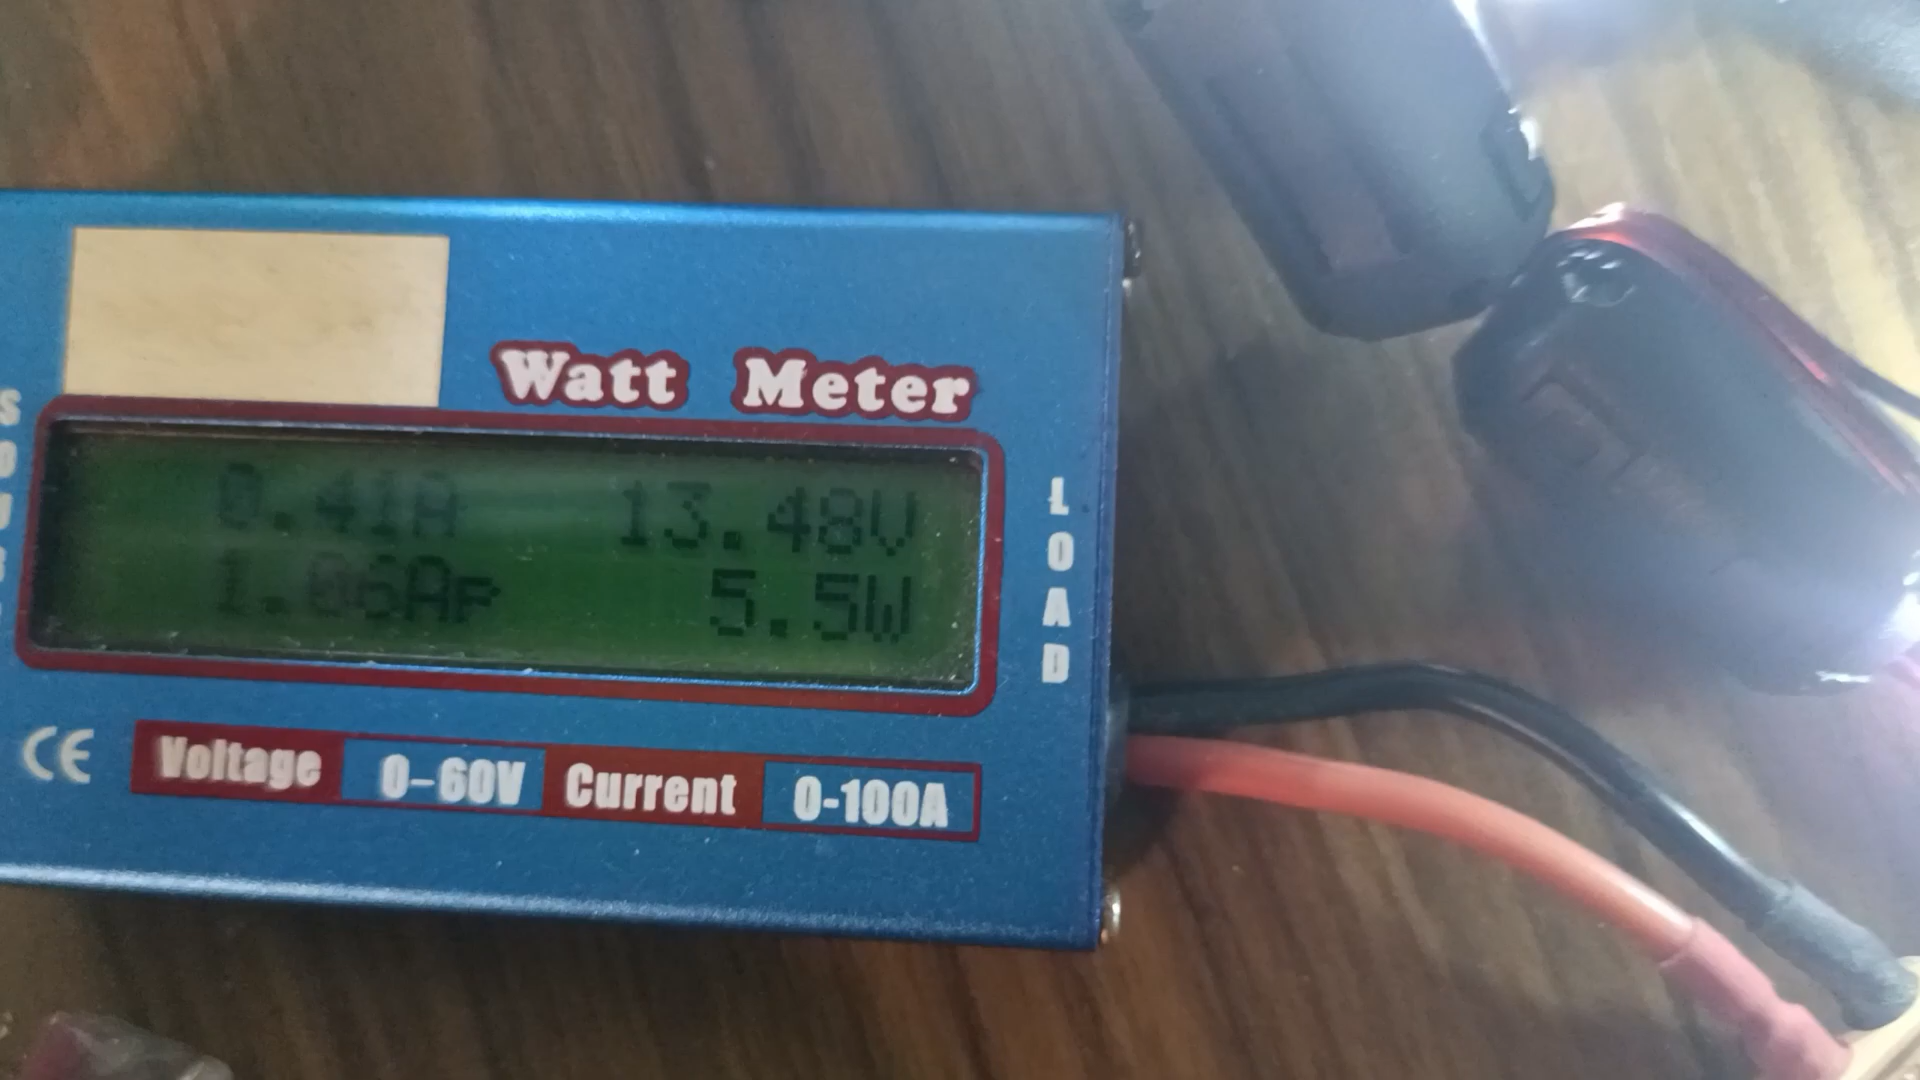 Watt Meter
0.41A 13.48V
1.06Ap 5.5W
LOAD
CE
Voltage 0-60V Current 0-100A